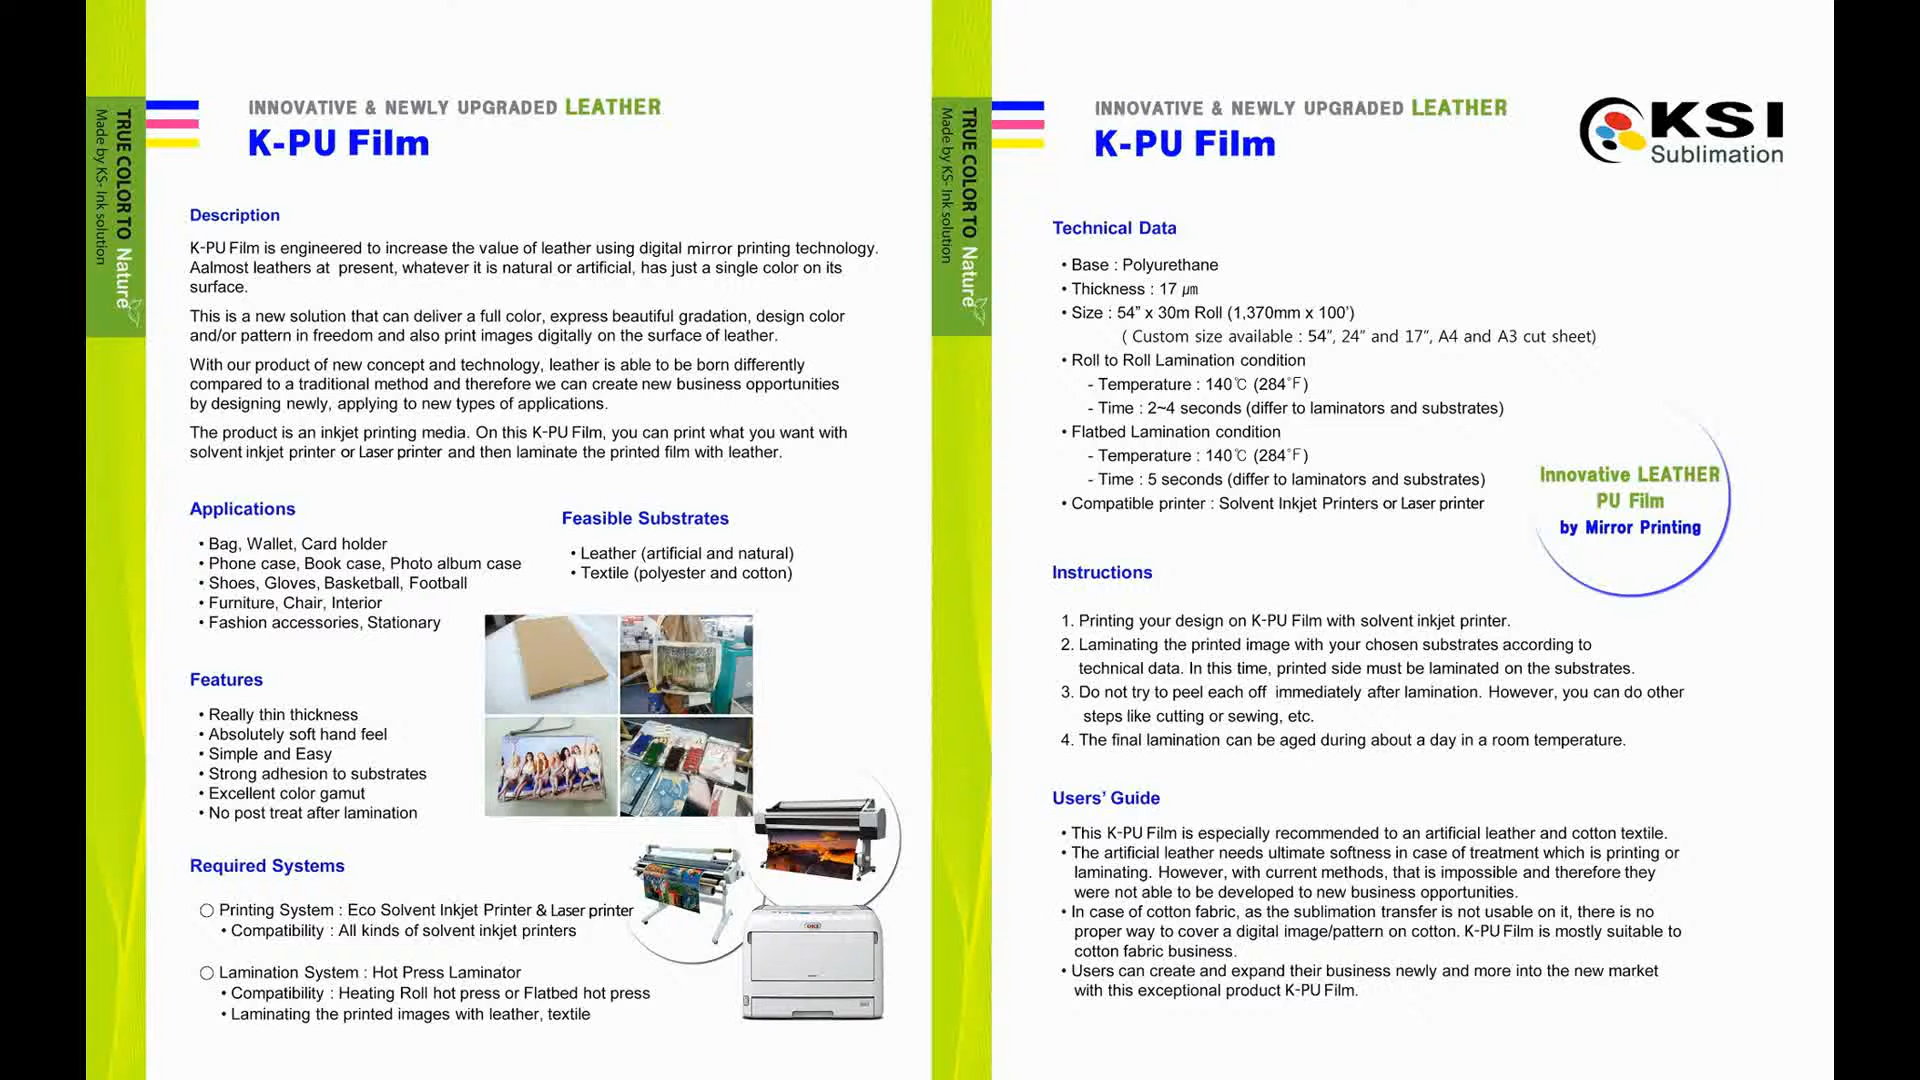 TRUE COLOR TO Nature
Made by KS- Ink solution
INNOVATIVE & NEWLY UPGRADED LEATHER
K-PU Film
Description
K-PU Film is engineered to increase the value of leather using digital mirror printing technology.
Aalmost leathers at present, whatever it is natural or artificial, has just a single color on its
surface.
This is a new solution that can deliver a full color, express beautiful gradation, design color
and/or pattern in freedom and also print images digitally on the surface of leather.
With our product of new concept and technology, leather is able to be born differently
compared to a traditional method and therefore we can create new business opportunities
by designing newly, applying to new types of applications.
The product is an inkjet printing media. On this K-PU Film, you can print what you want with
solvent inkjet printer or Laser printer and then laminate the printed film with leather.
Applications
• Bag, Wallet, Card holder
• Phone case, Book case, Photo album case
• Shoes, Gloves, Basketball, Football
• Furniture, Chair, Interior
• Fashion accessories, Stationary
Feasible Substrates
• Leather (artificial and natural)
• Textile (polyester and cotton)
Features
• Really thin thickness
• Absolutely soft hand feel
• Simple and Easy
• Strong adhesion to substrates
• Excellent color gamut
• No post treat after lamination
Required Systems
○ Printing System : Eco Solvent Inkjet Printer & Laser printer
• Compatibility : All kinds of solvent inkjet printers
○ Lamination System : Hot Press Laminator
• Compatibility : Heating Roll hot press or Flatbed hot press
• Laminating the printed images with leather, textile
OKI
TRUE COLOR TO Nature
Made by KS- Ink solution
INNOVATIVE & NEWLY UPGRADED LEATHER
K-PU Film
KSI
Sublimation
Technical Data
• Base : Polyurethane
• Thickness : 17 ㎛
• Size : 54” x 30m Roll (1,370mm x 100’)
( Custom size available : 54”, 24” and 17”, A4 and A3 cut sheet)
• Roll to Roll Lamination condition
- Temperature : 140℃ (284℉)
- Time : 2~4 seconds (differ to laminators and substrates)
• Flatbed Lamination condition
- Temperature : 140℃ (284℉)
- Time : 5 seconds (differ to laminators and substrates)
• Compatible printer : Solvent Inkjet Printers or Laser printer
Innovative LEATHER
PU Film
by Mirror Printing
Instructions
1. Printing your design on K-PU Film with solvent inkjet printer.
2. Laminating the printed image with your chosen substrates according to
technical data. In this time, printed side must be laminated on the substrates.
3. Do not try to peel each off immediately after lamination. However, you can do other
steps like cutting or sewing, etc.
4. The final lamination can be aged during about a day in a room temperature.
Users’ Guide
• This K-PU Film is especially recommended to an artificial leather and cotton textile.
• The artificial leather needs ultimate softness in case of treatment which is printing or
laminating. However, with current methods, that is impossible and therefore they
were not able to be developed to new business opportunities.
• In case of cotton fabric, as the sublimation transfer is not usable on it, there is no
proper way to cover a digital image/pattern on cotton. K-PU Film is mostly suitable to
cotton fabric business.
• Users can create and expand their business newly and more into the new market
with this exceptional product K-PU Film.